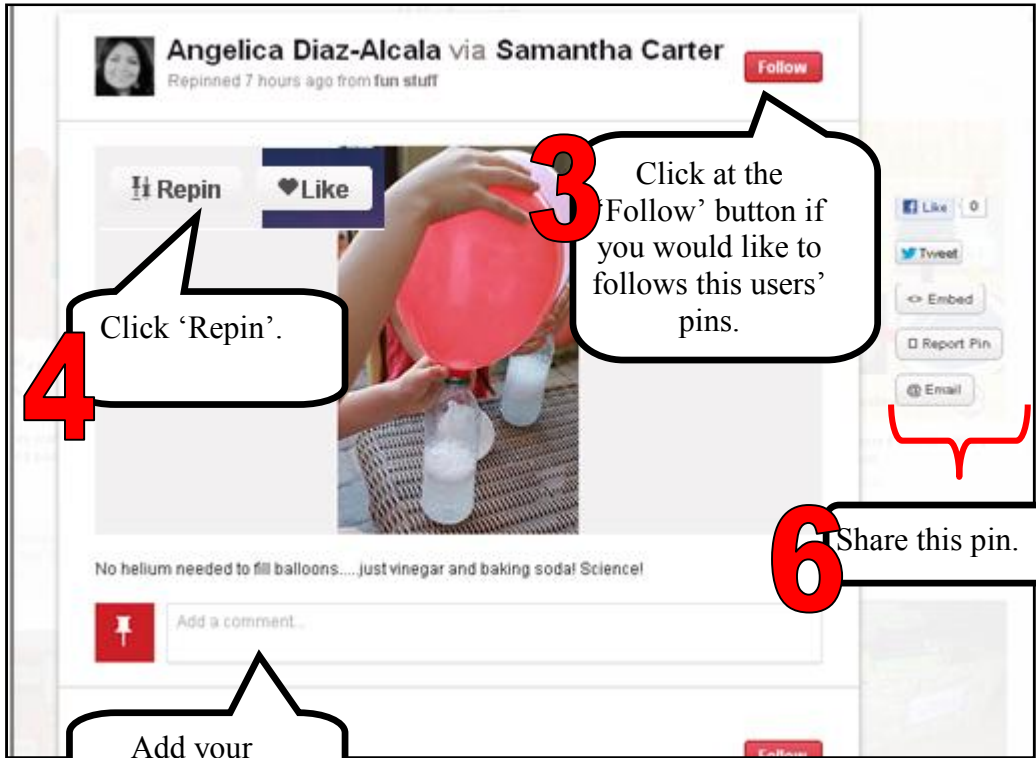 Angelica Diaz-Alcala via Samantha Carter
Repinned 7 hours ago from fun stuff
Follow
Repin
Like
3
Click at the
‘Follow’ button if
you would like to
follows this users’
pins.
Click ‘Repin’.
4
Like 0
Tweet
<> Embed
Report Pin
@ Email
6
Share this pin.
No helium needed to fill balloons.....just vinegar and baking soda! Science!
Add a comment...
Add your
Follow